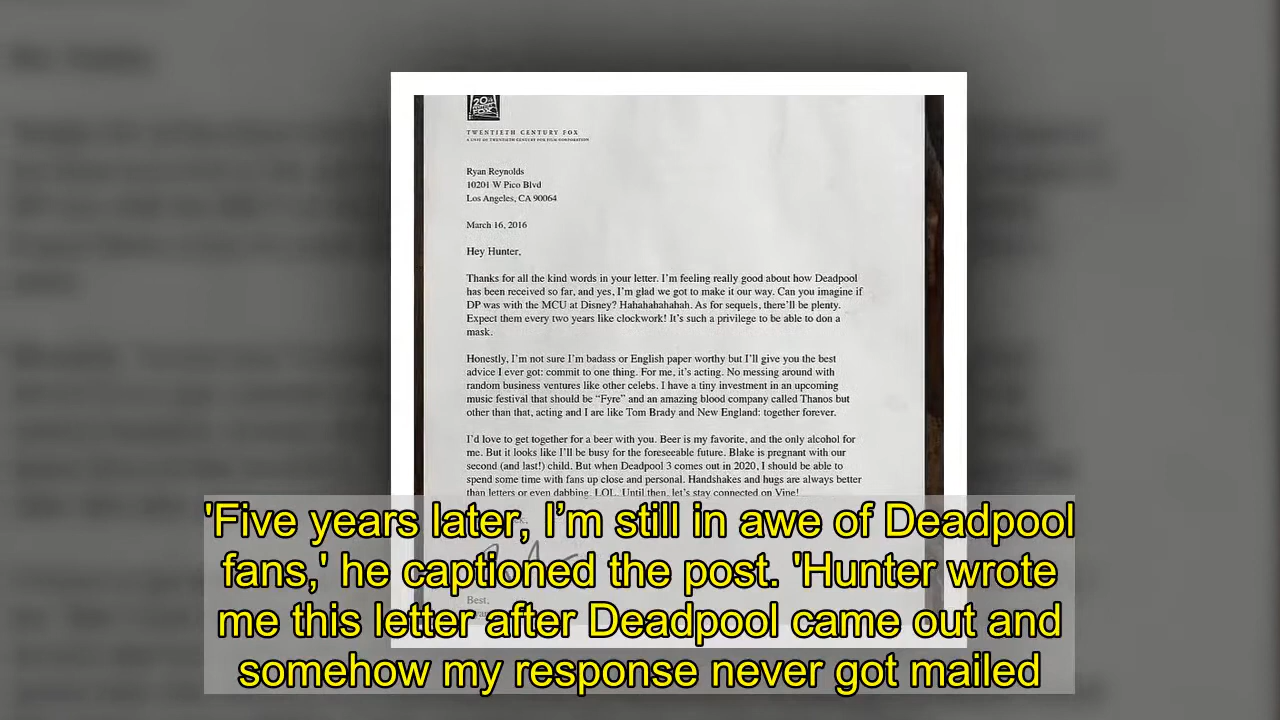 20th
CENTURY
FOX
TWENTIETH CENTURY FOX
A UNIT OF TWENTIETH CENTURY FOX FILM CORPORATION
Ryan Reynolds
10201 W Pico Blvd
Los Angeles, CA 90064
March 16, 2016
Hey Hunter,
Thanks for all the kind words in your letter. I'm feeling really good about how Deadpool
has been received so far, and yes, I'm glad we got to make it our way. Can you imagine if
DP was with the MCU at Disney? Hahahahahah. As for sequels, there'll be plenty.
Expect them every two years like clockwork! It's such a privilege to be able to don a
mask.
Honestly, I'm not sure I'm badass or English paper worthy but I'll give you the best
advice I ever got: commit to one thing. For me, it's acting. No messing around with
random business ventures like other celebs. I have a tiny investment in an upcoming
music festival that should be “Fyre” and an amazing blood company called Thanos but
other than that, acting and I are like Tom Brady and New England: together forever.
I'd love to get together for a beer with you. Beer is my favorite, and the only alcohol for
me. But it looks like I'll be busy for the foreseeable future. Blake is pregnant with our
second (and last!) child. But when Deadpool 3 comes out in 2020, I should be able to
spend some time with fans up close and personal. Handshakes and hugs are always better
than letters or even dabbing. LOL. Until then, let's stay connected on Vine!
'Five years later, I’m still in awe of Deadpool
fans,' he captioned the post. 'Hunter wrote
me this letter after Deadpool came out and
somehow my response never got mailed
Best,